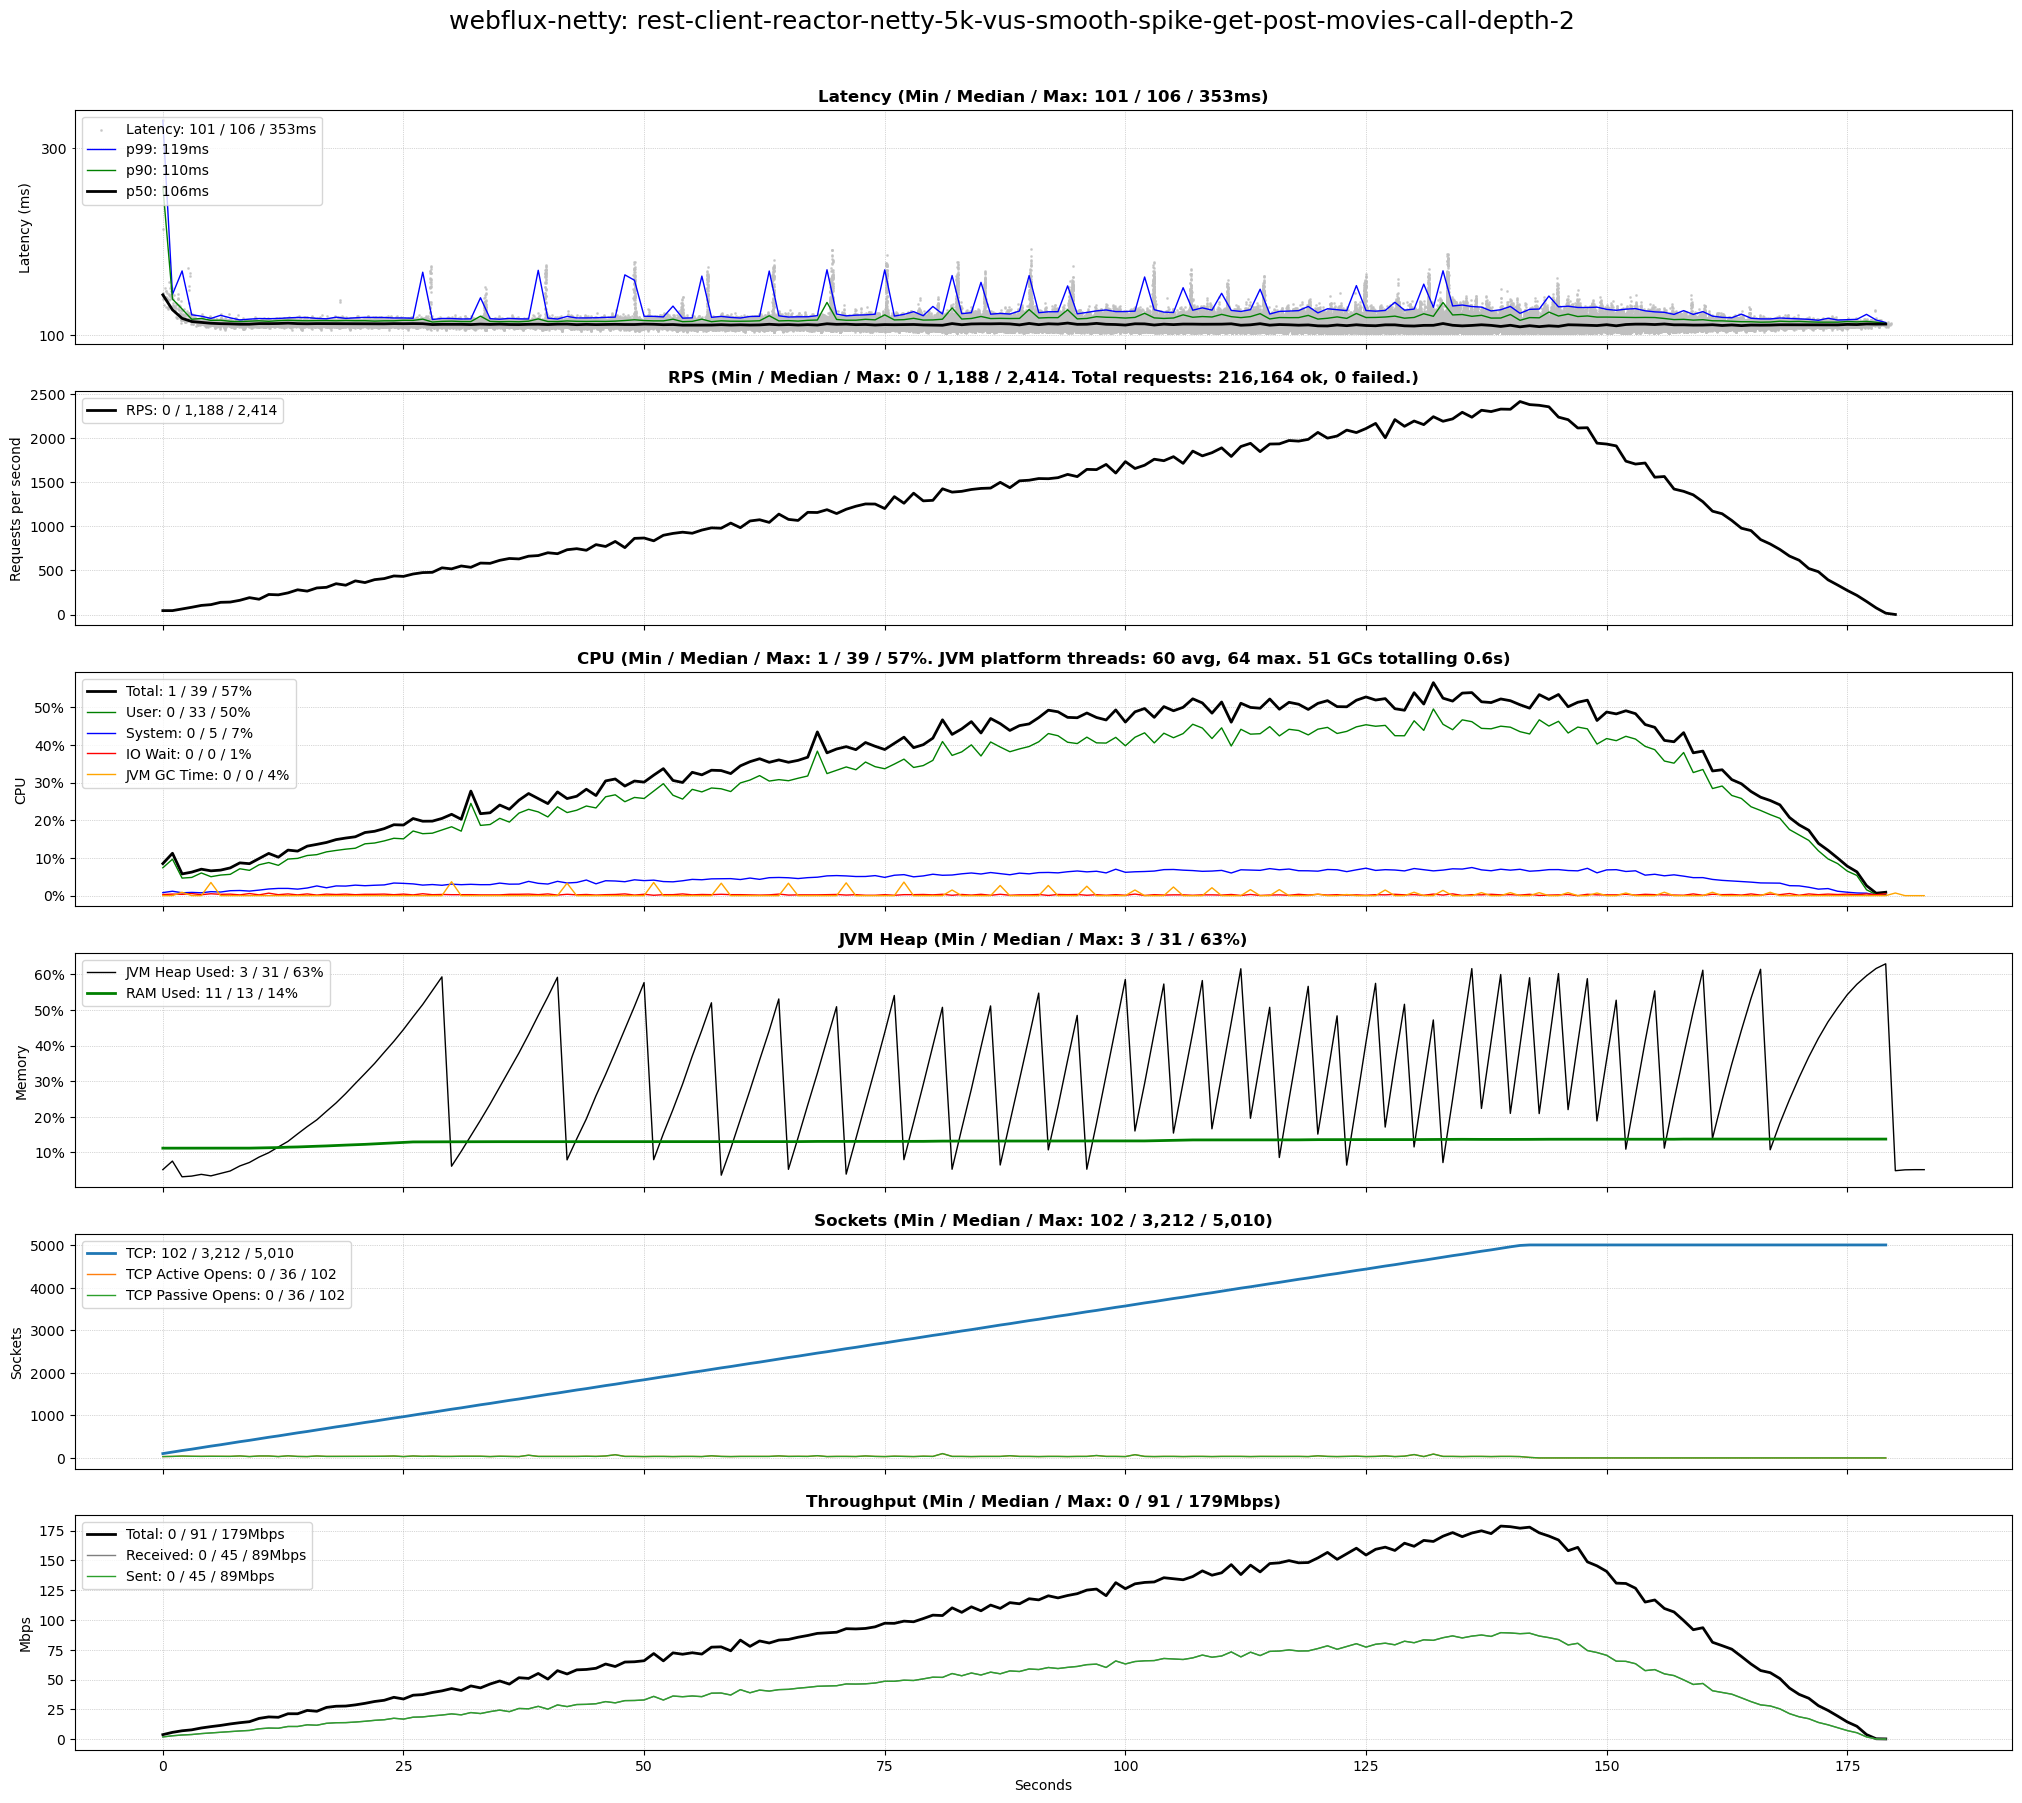 webflux-netty: rest-client-reactor-netty-5k-vus-smooth-spike-get-post-movies-call-depth-2
Latency (Min / Median / Max: 101 / 106 / 353ms)
Latency: 101 / 106 / 353ms
p99: 119ms
p90: 110ms
p50: 106ms
300
100
Latency (ms)
RPS (Min / Median / Max: 0 / 1,188 / 2,414. Total requests: 216,164 ok, 0 failed.)
RPS: 0 / 1,188 / 2,414
2500
2000
1500
1000
500
0
Requests per second
CPU (Min / Median / Max: 1 / 39 / 57%. JVM platform threads: 60 avg, 64 max. 51 GCs totalling 0.6s)
Total: 1 / 39 / 57%
User: 0 / 33 / 50%
System: 0 / 5 / 7%
IO Wait: 0 / 0 / 1%
JVM GC Time: 0 / 0 / 4%
50%
40%
30%
20%
10%
0%
CPU
JVM Heap (Min / Median / Max: 3 / 31 / 63%)
JVM Heap Used: 3 / 31 / 63%
RAM Used: 11 / 13 / 14%
60%
50%
40%
30%
20%
10%
Memory
Sockets (Min / Median / Max: 102 / 3,212 / 5,010)
TCP: 102 / 3,212 / 5,010
TCP Active Opens: 0 / 36 / 102
TCP Passive Opens: 0 / 36 / 102
5000
4000
3000
2000
1000
0
Sockets
Throughput (Min / Median / Max: 0 / 91 / 179Mbps)
Total: 0 / 91 / 179Mbps
Received: 0 / 45 / 89Mbps
Sent: 0 / 45 / 89Mbps
175
150
125
100
75
50
25
0
Mbps
0 25 50 75 100 125 150 175
Seconds